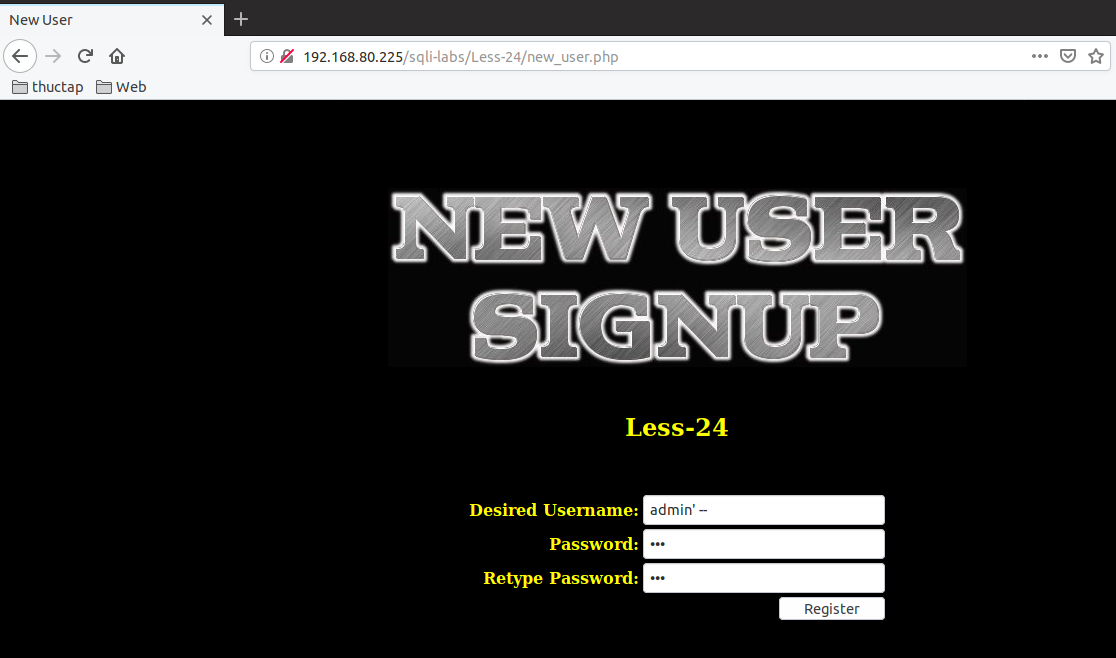 New User
192.168.80.225/sqli-labs/Less-24/new_user.php
thuctap Web
NEW USER
SIGNUP
Less-24
Desired Username: admin' --
Password: •••
Retype Password: •••
Register